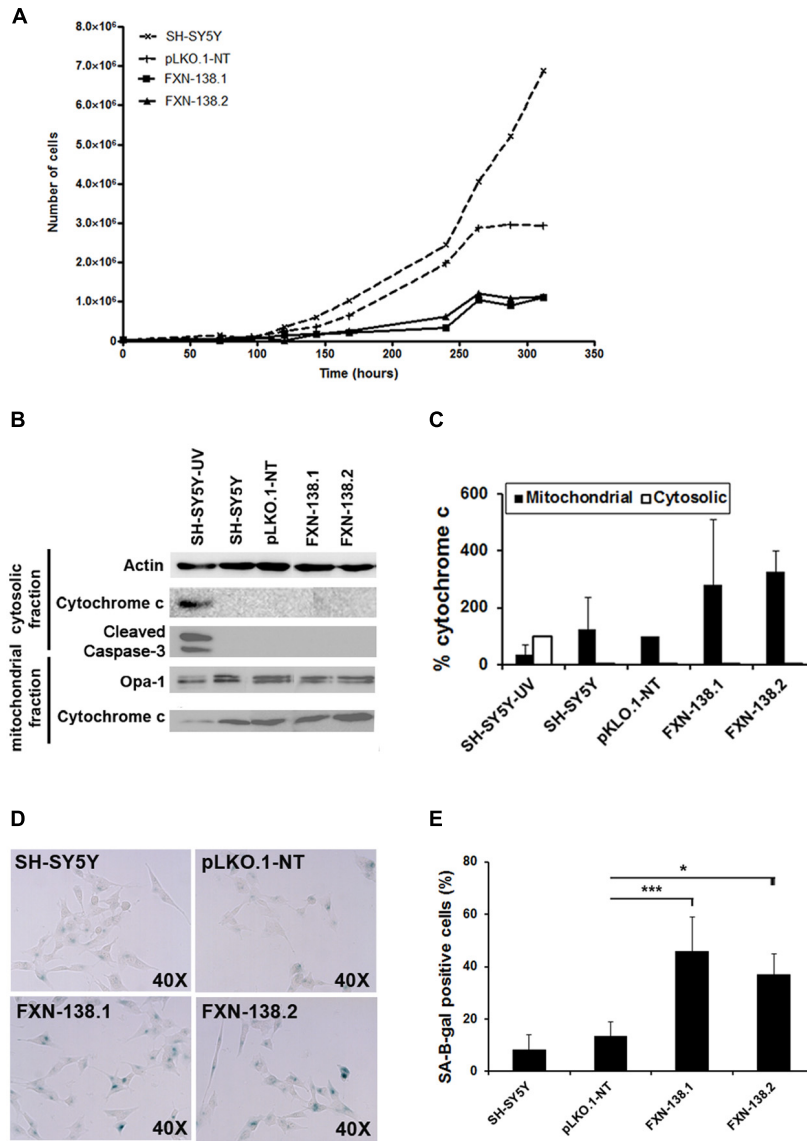 A
8.0×10⁶
7.0×10⁶
6.0×10⁶
5.0×10⁶
4.0×10⁶
3.0×10⁶
2.0×10⁶
1.0×10⁶
0
Number of cells
SH-SY5Y
pLKO.1-NT
FXN-138.1
FXN-138.2
0 50 100 150 200 250 300 350
Time (hours)
B
SH-SY5Y-UV
SH-SY5Y
pLKO.1-NT
FXN-138.1
FXN-138.2
cytosolic fraction
Actin
Cytochrome c
Cleaved
Caspase-3
mitochondrial fraction
Opa-1
Cytochrome c
C
% cytochrome c
600
400
200
0
Mitochondrial Cytosolic
SH-SY5Y-UV
SH-SY5Y
pKLO.1-NT
FXN-138.1
FXN-138.2
D
SH-SY5Y
40X
pLKO.1-NT
40X
FXN-138.1
40X
FXN-138.2
40X
E
SA-B-gal positive cells (%)
80
60
40
20
0
*
***
SH-SY5Y
pLKO.1-NT
FXN-138.1
FXN-138.2